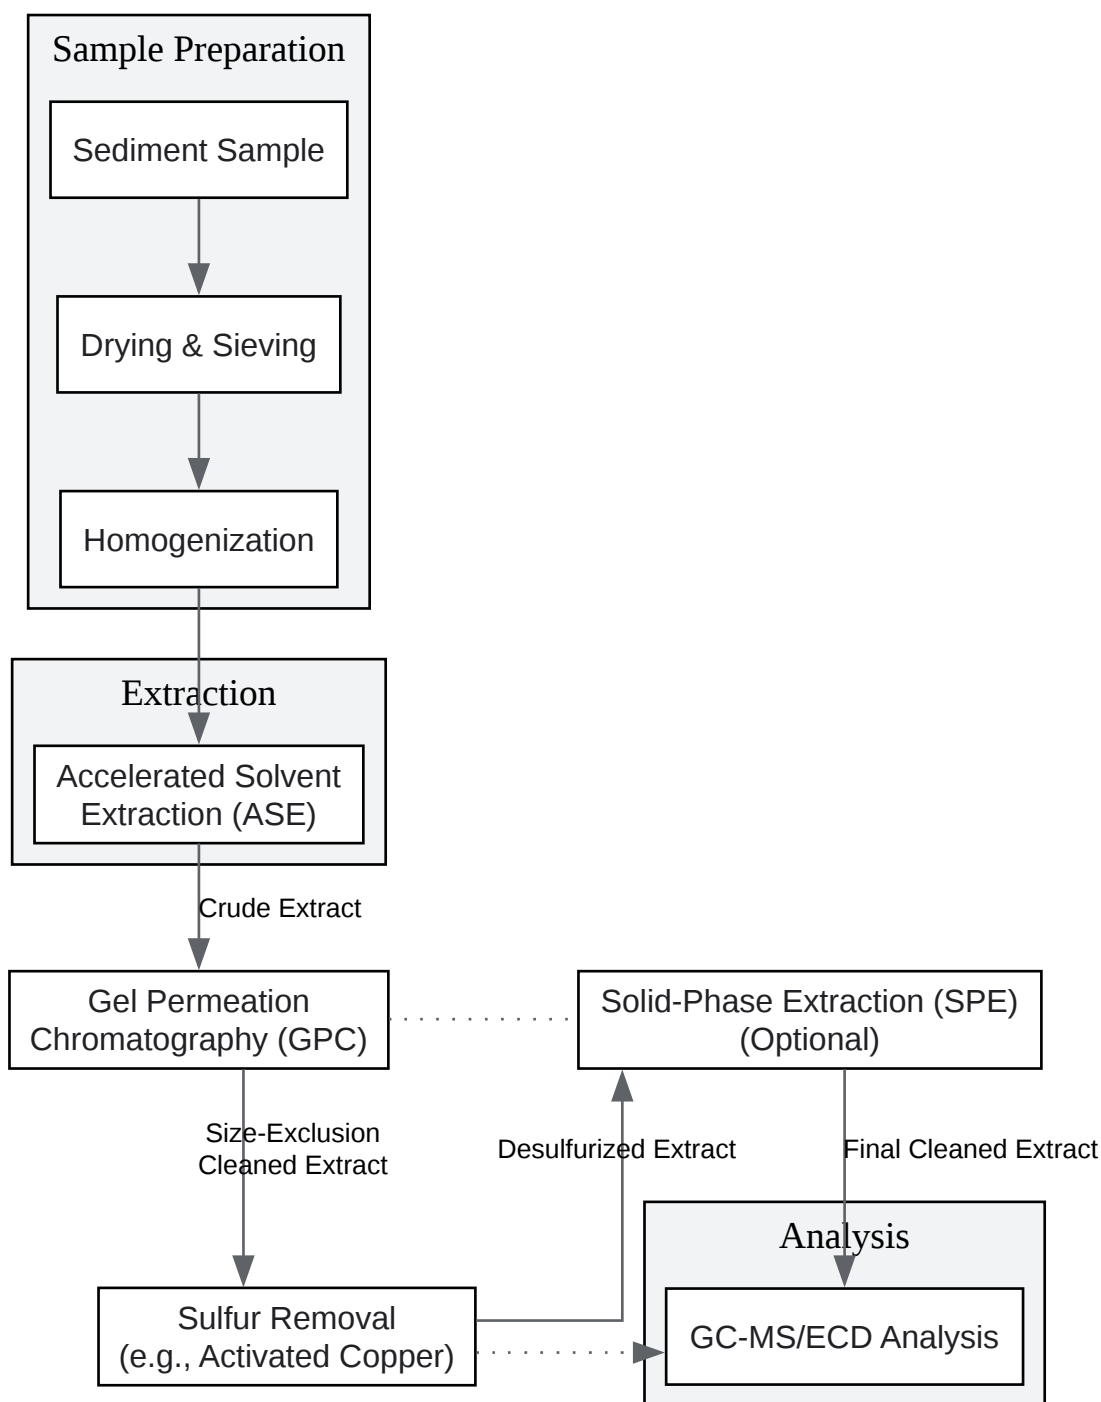 Sample Preparation
Sediment Sample
Drying & Sieving
Homogenization
Extraction
Accelerated Solvent
Extraction (ASE)
Crude Extract
Gel Permeation
Chromatography (GPC)
Solid-Phase Extraction (SPE)
(Optional)
Size-Exclusion
Cleaned Extract
Desulfurized Extract
Final Cleaned Extract
Analysis
Sulfur Removal
(e.g., Activated Copper)
GC-MS/ECD Analysis